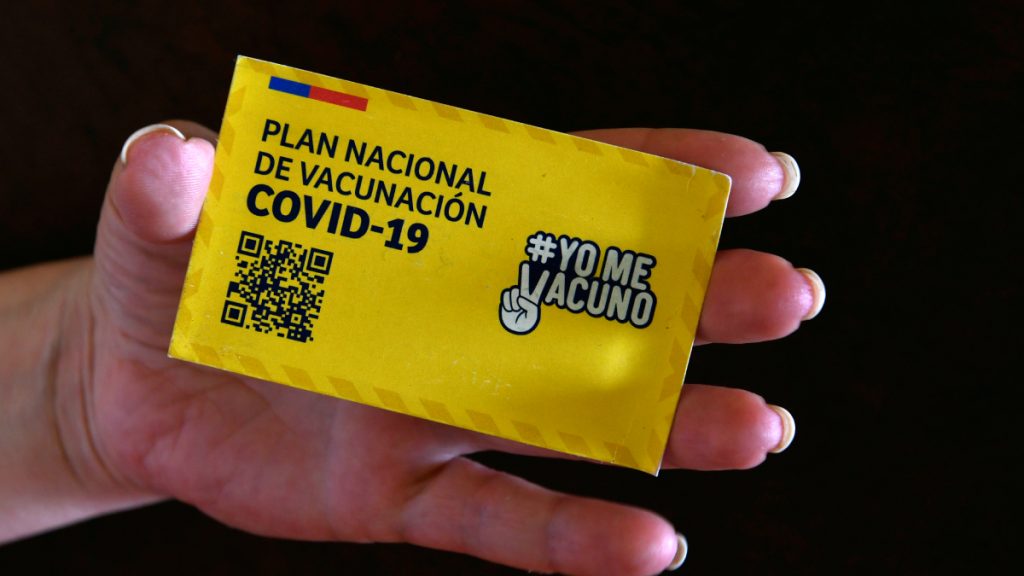 PLAN NACIONAL
DE VACUNACIÓN
COVID-19
#YO ME
VACUNO